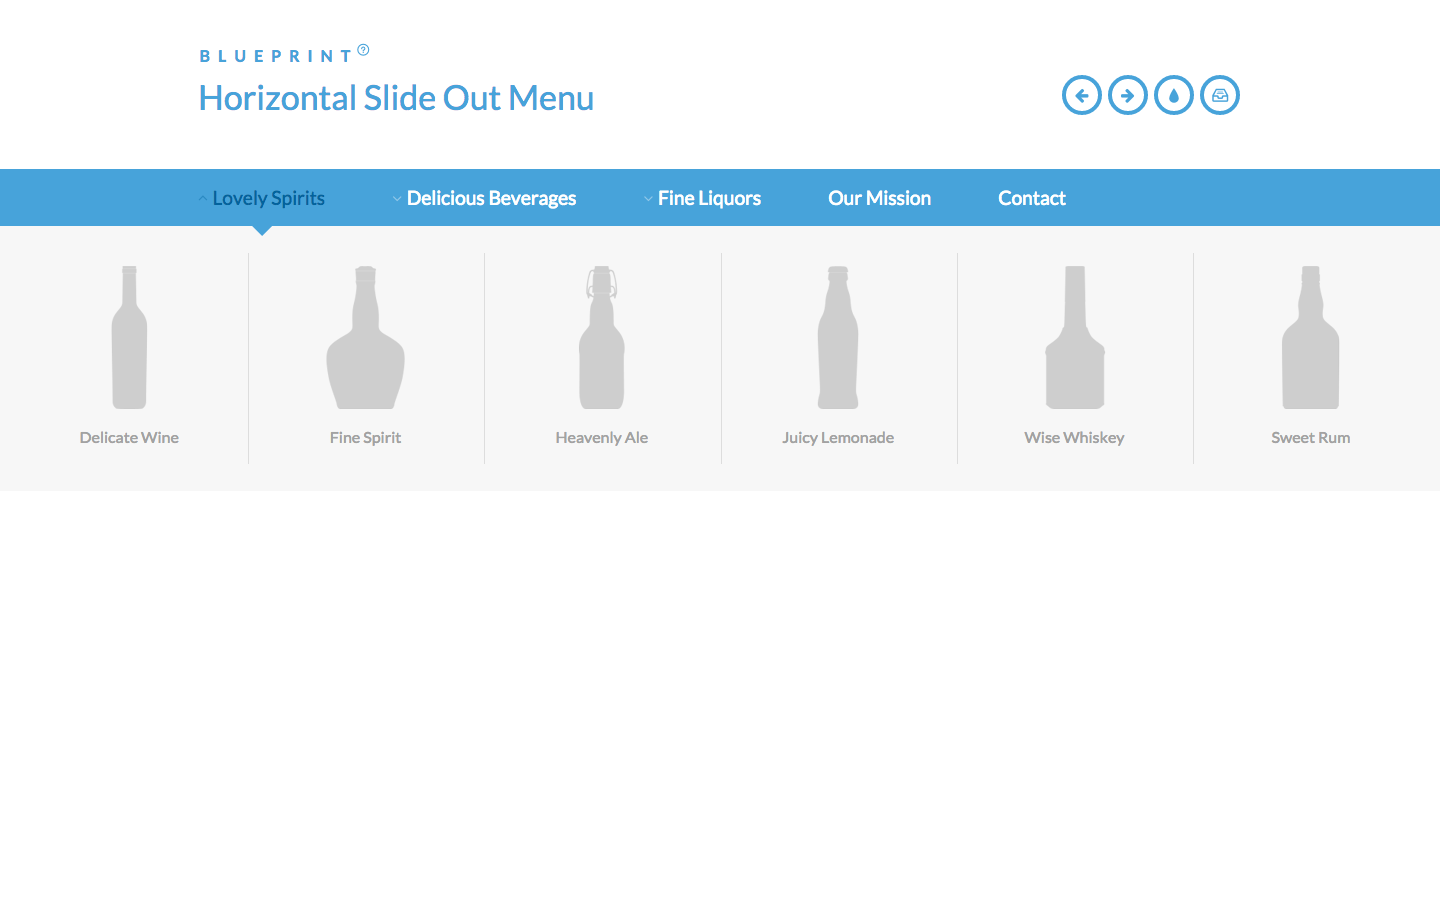 BLUEPRINT?
Horizontal Slide Out Menu
Lovely Spirits Delicious Beverages Fine Liquors Our Mission Contact
Delicate Wine Fine Spirit Heavenly Ale Juicy Lemonade Wise Whiskey Sweet Rum